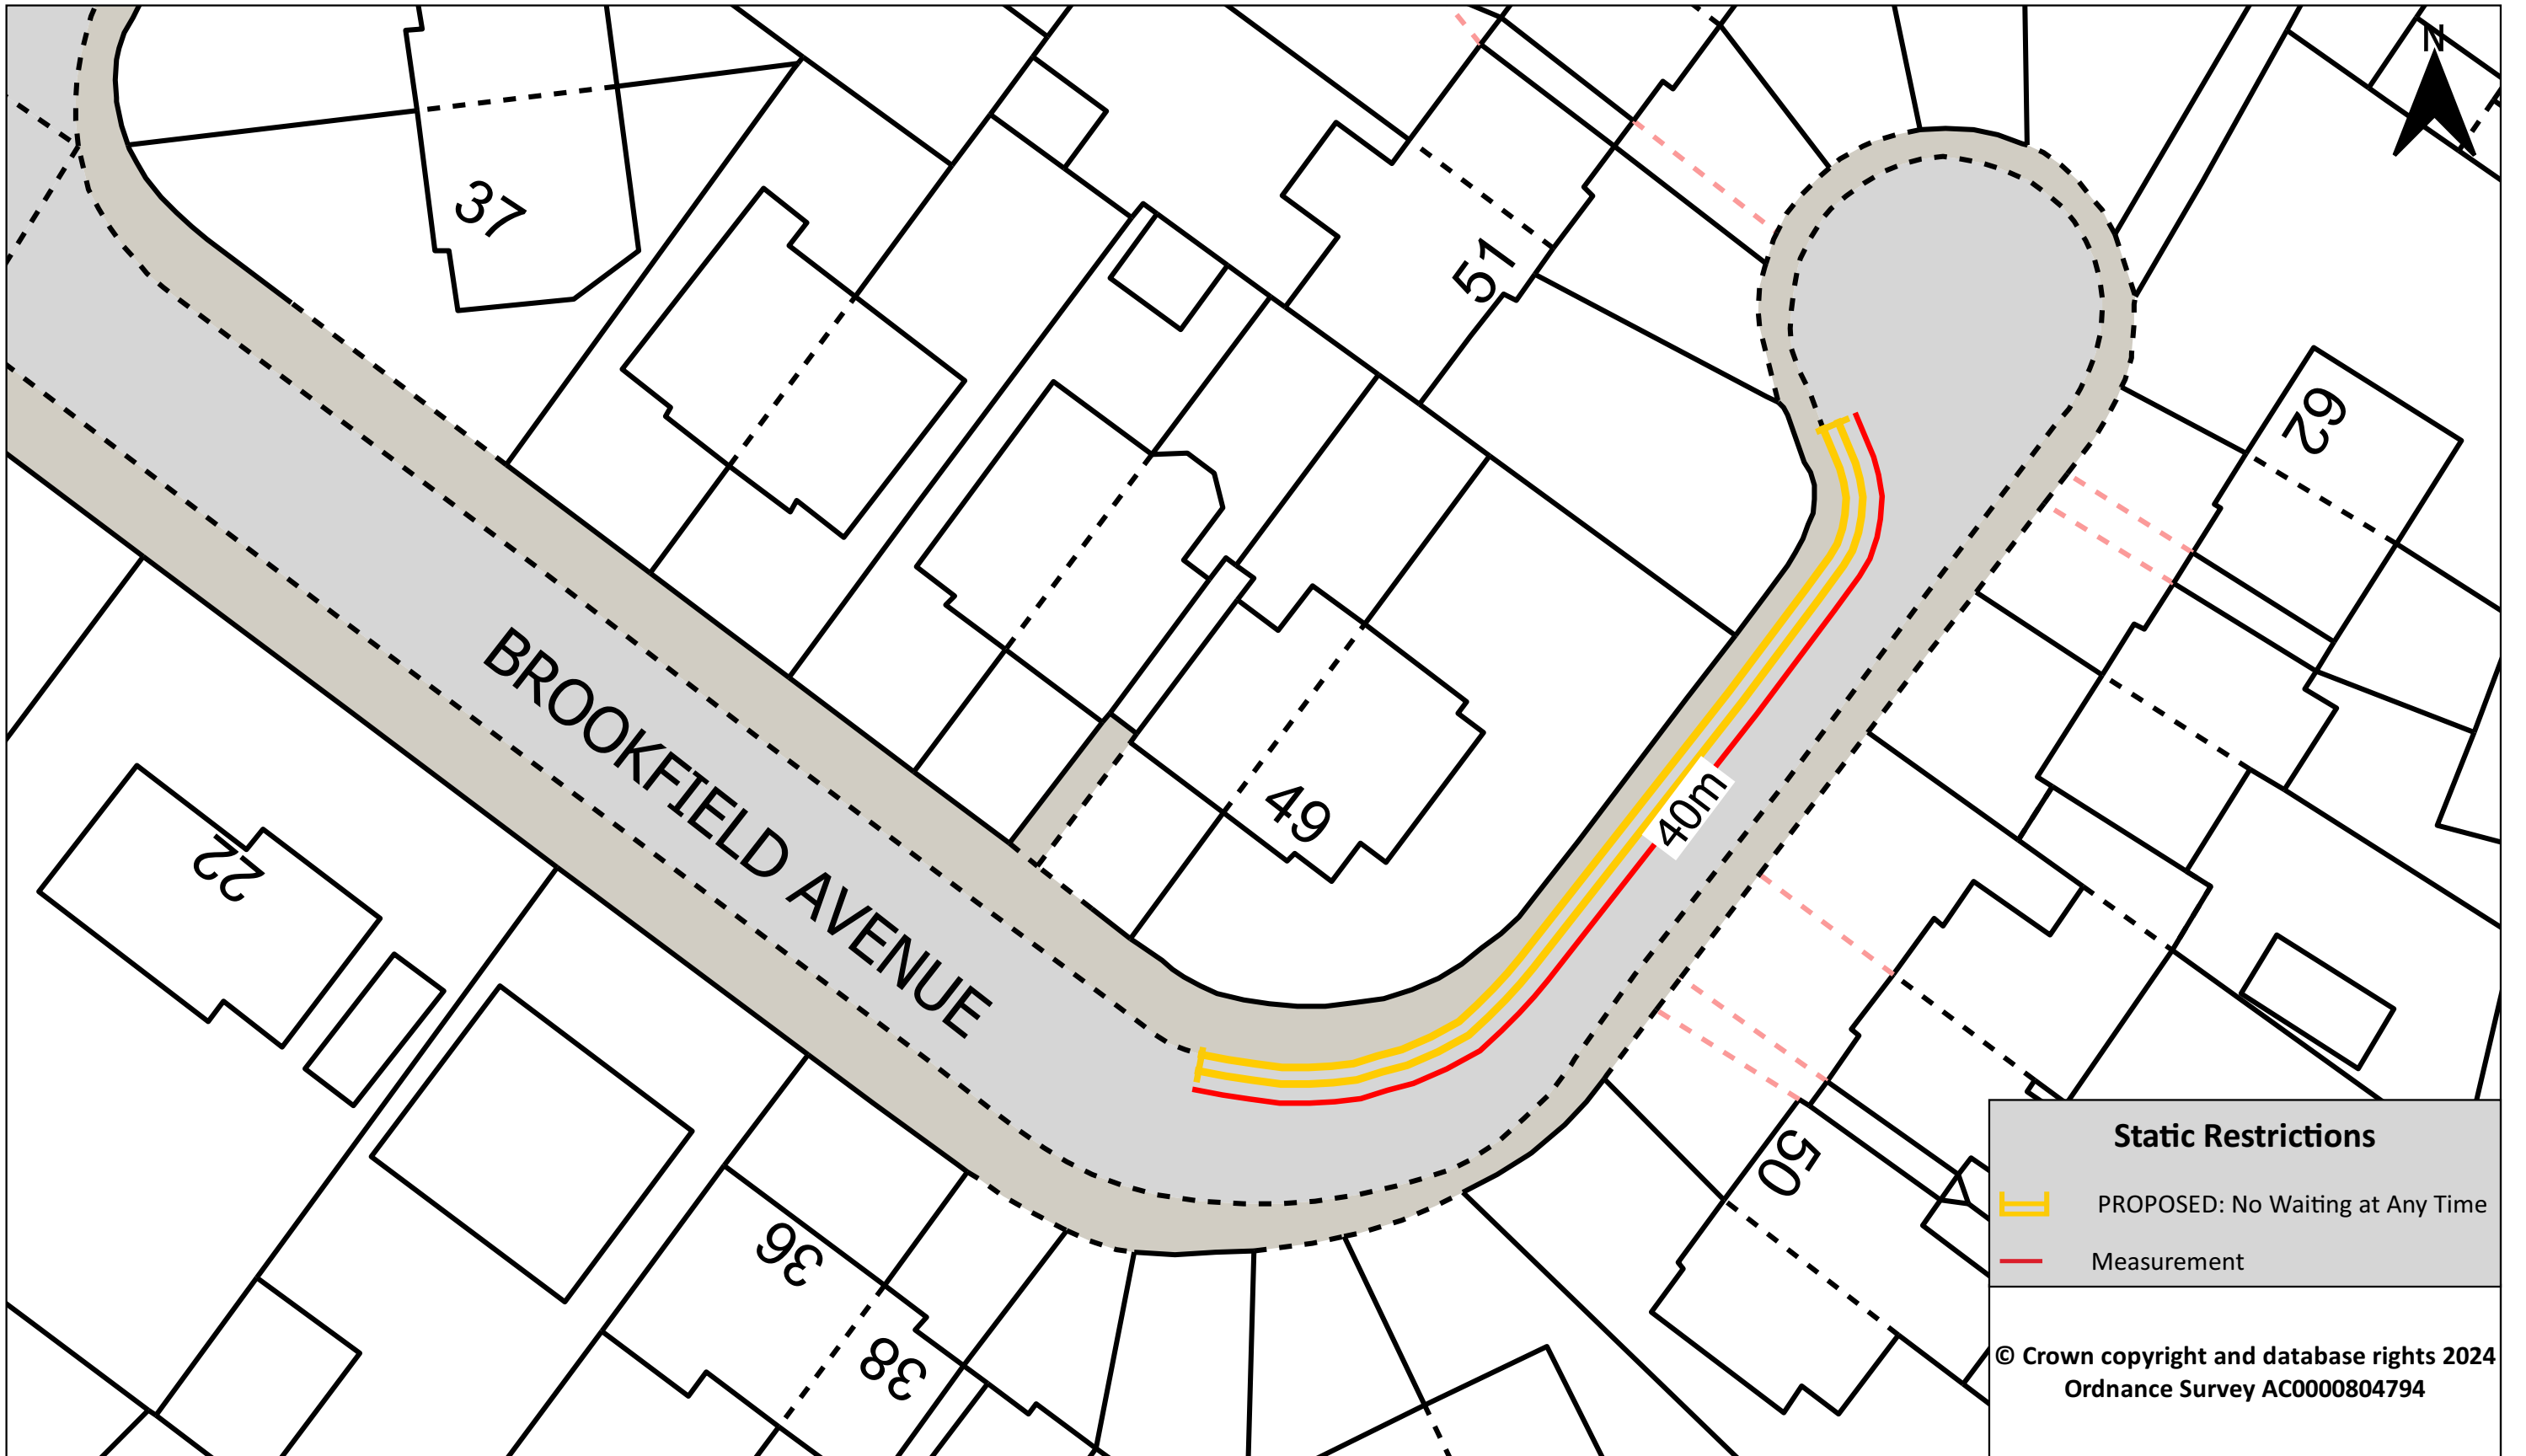 N
37
51
62
BROOKFIELD AVENUE
40m
49
22
50
36
38
Static Restrictions
PROPOSED: No Waiting at Any Time
Measurement
© Crown copyright and database rights 2024
Ordnance Survey AC0000804794